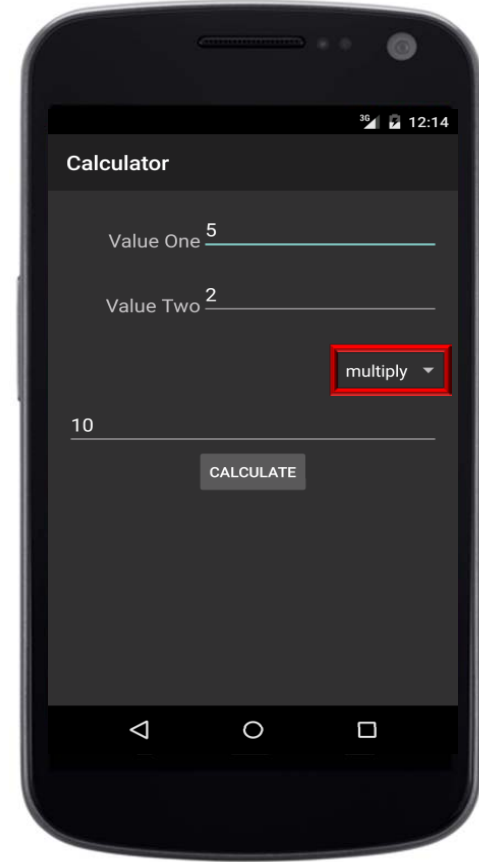 3G 12:14
Calculator
Value One 5
Value Two 2
multiply
10
CALCULATE